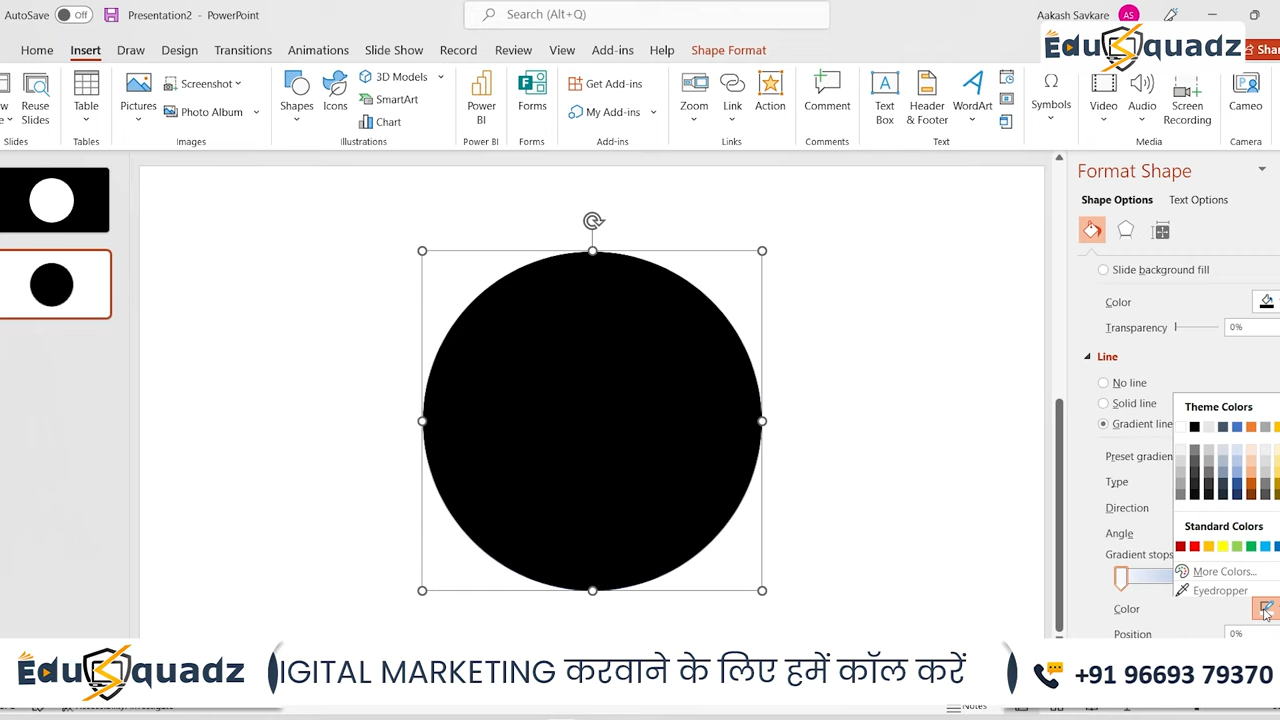 AutoSave Off Presentation2 - PowerPoint Search (Alt+Q) Aakash Savkare AS
EduSquadz
Home Insert Draw Design Transitions Animations Slide Show Record Review View Add-ins Help Shape Format
Reuse Slides
Table
Pictures
Screenshot
Photo Album
Shapes
Icons
3D Models
SmartArt
Chart
Power BI
Forms
Get Add-ins
My Add-ins
Zoom
Link
Action
Comment
Text Box
Header & Footer
WordArt
Symbols
Video
Audio
Screen Recording
Cameo
Slides Tables Images Illustrations Power BI Forms Add-ins Links Comments Text Media Camera
Format Shape
Shape Options Text Options
Slide background fill
Color
Transparency 0%
Line
No line
Solid line
Gradient line
Preset gradien
Type
Direction
Angle
Gradient stops
Color
Position 0%
Theme Colors
Standard Colors
More Colors...
Eyedropper
EduSquadz
IGITAL MARKETING करवाने के लिए हमें कॉल करें
+91 96693 79370
Notes